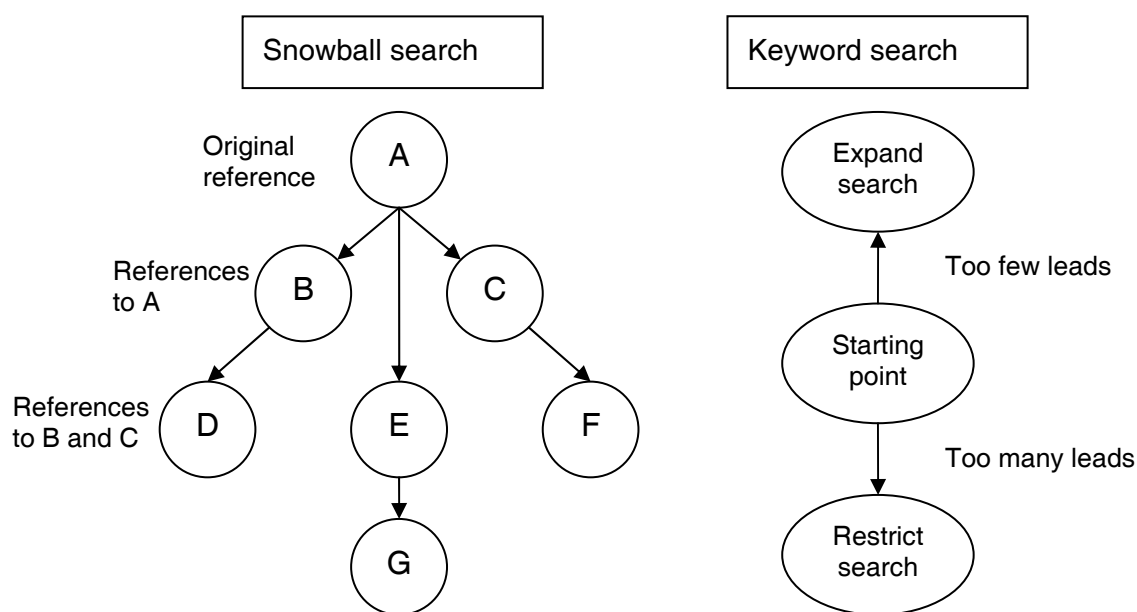 Snowball search
Original
reference
A
References
to A
B
C
References
to B and C
D
E
F
G
Keyword search
Expand
search
Too few leads
Starting
point
Too many leads
Restrict
search